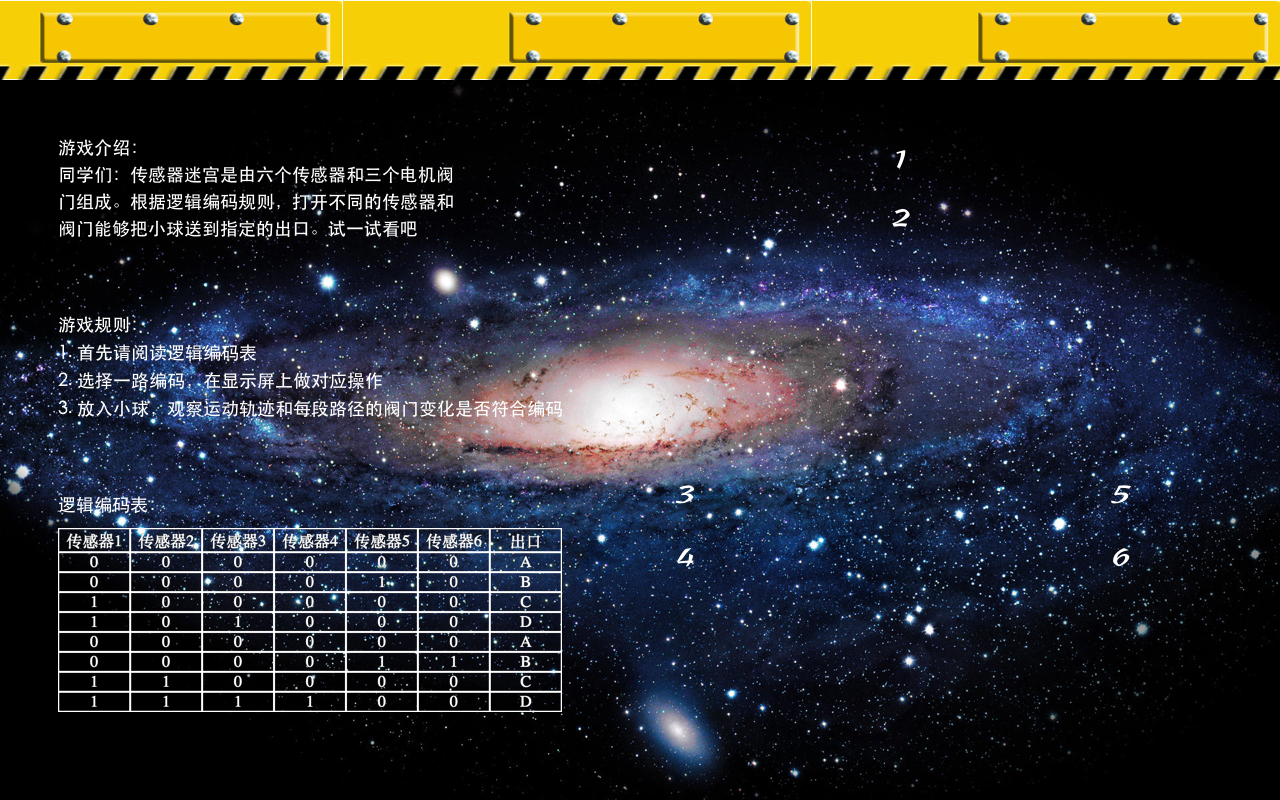 游戏介绍：
同学们：传感器迷宫是由六个传感器和三个电机阀
门组成。根据逻辑编码规则，打开不同的传感器和
阀门能够把小球送到指定的出口。试一试看吧
1
2
游戏规则：
1. 首先请阅读逻辑编码表
2. 选择一路编码，在显示屏上做对应操作
3. 放入小球，观察运动轨迹和每段路径的阀门变化是否符合编码
3
5
4
6
逻辑编码表：
传感器1 传感器2 传感器3 传感器4 传感器5 传感器6 出口
0 0 0 0 0 0 A
0 0 0 0 1 0 B
1 0 0 0 0 0 C
1 0 1 0 0 0 D
0 0 0 0 0 0 A
0 0 0 0 1 1 B
1 1 0 0 0 0 C
1 1 1 1 0 0 D